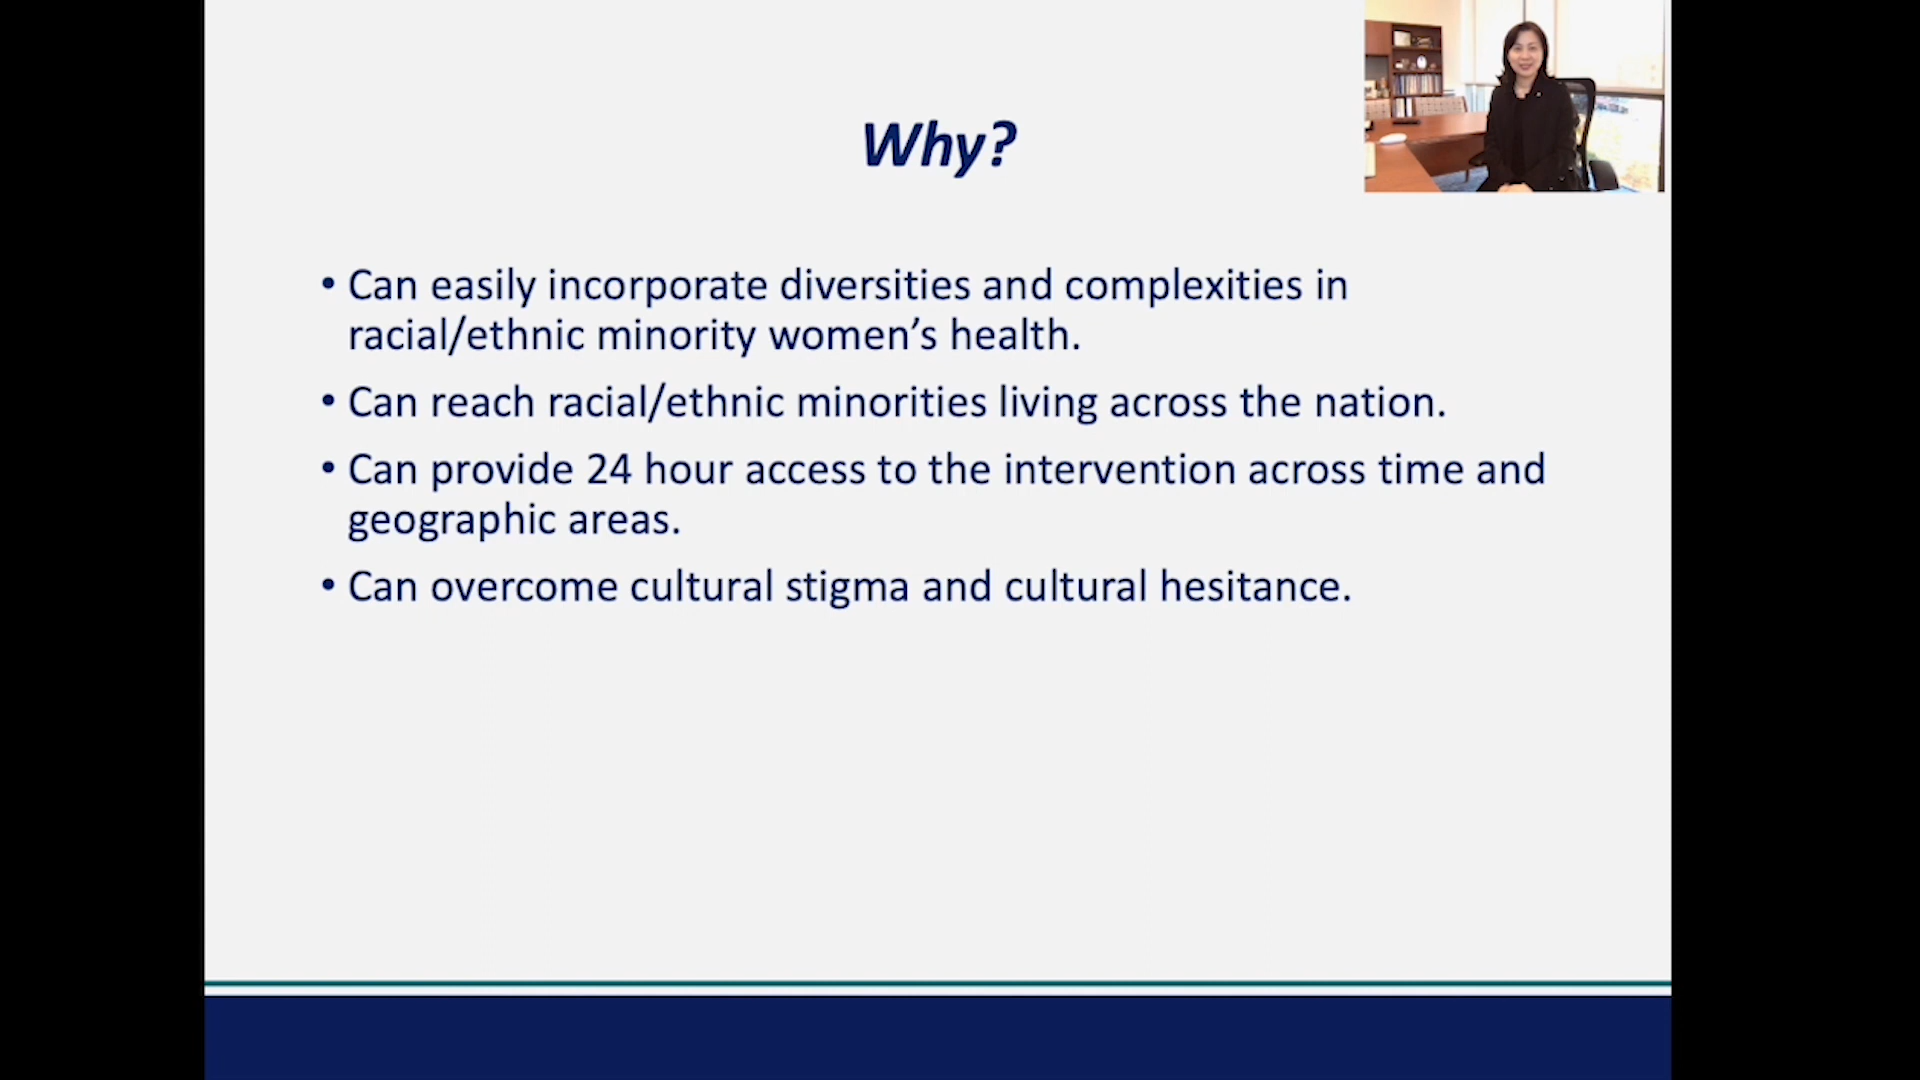 Why?
• Can easily incorporate diversities and complexities in
racial/ethnic minority women’s health.
• Can reach racial/ethnic minorities living across the nation.
• Can provide 24 hour access to the intervention across time and
geographic areas.
• Can overcome cultural stigma and cultural hesitance.